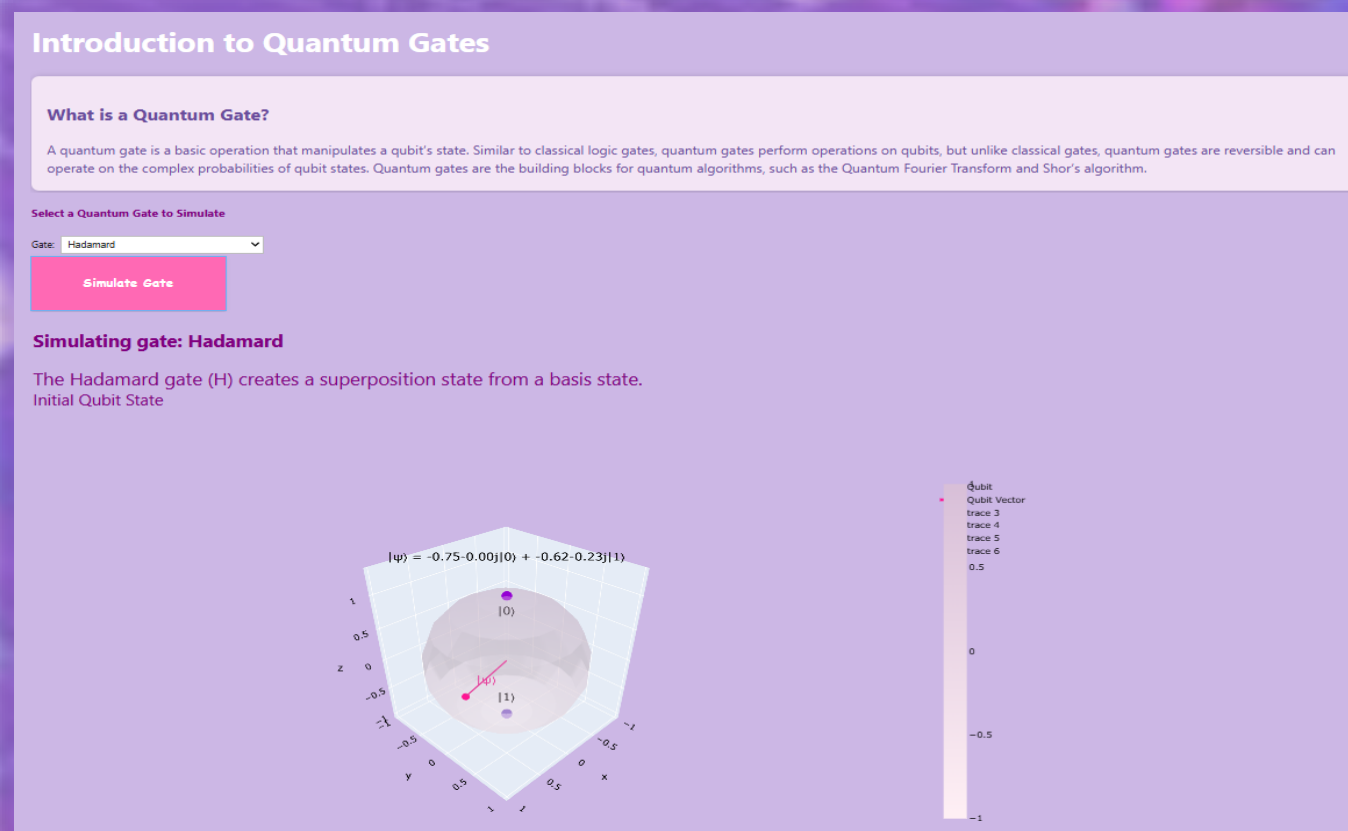 Introduction to Quantum Gates
What is a Quantum Gate?
A quantum gate is a basic operation that manipulates a qubit's state. Similar to classical logic gates, quantum gates perform operations on qubits, but unlike classical gates, quantum gates are reversible and can
operate on the complex probabilities of qubit states. Quantum gates are the building blocks for quantum algorithms, such as the Quantum Fourier Transform and Shor's algorithm.
Select a Quantum Gate to Simulate
Gate: Hadamard
Simulate Gate
Simulating gate: Hadamard
The Hadamard gate (H) creates a superposition state from a basis state.
Initial Qubit State
|ψ⟩ = -0.75-0.00j|0⟩ + -0.62-0.23j|1⟩
|0⟩
|ψ⟩
|1⟩
z
1
0.5
0
−0.5
−1
y
−1
−0.5
0
0.5
1
x
−1
−0.5
0
0.5
1
1
Qubit
Qubit Vector
trace 3
trace 4
trace 5
trace 6
0.5
0
−0.5
−1